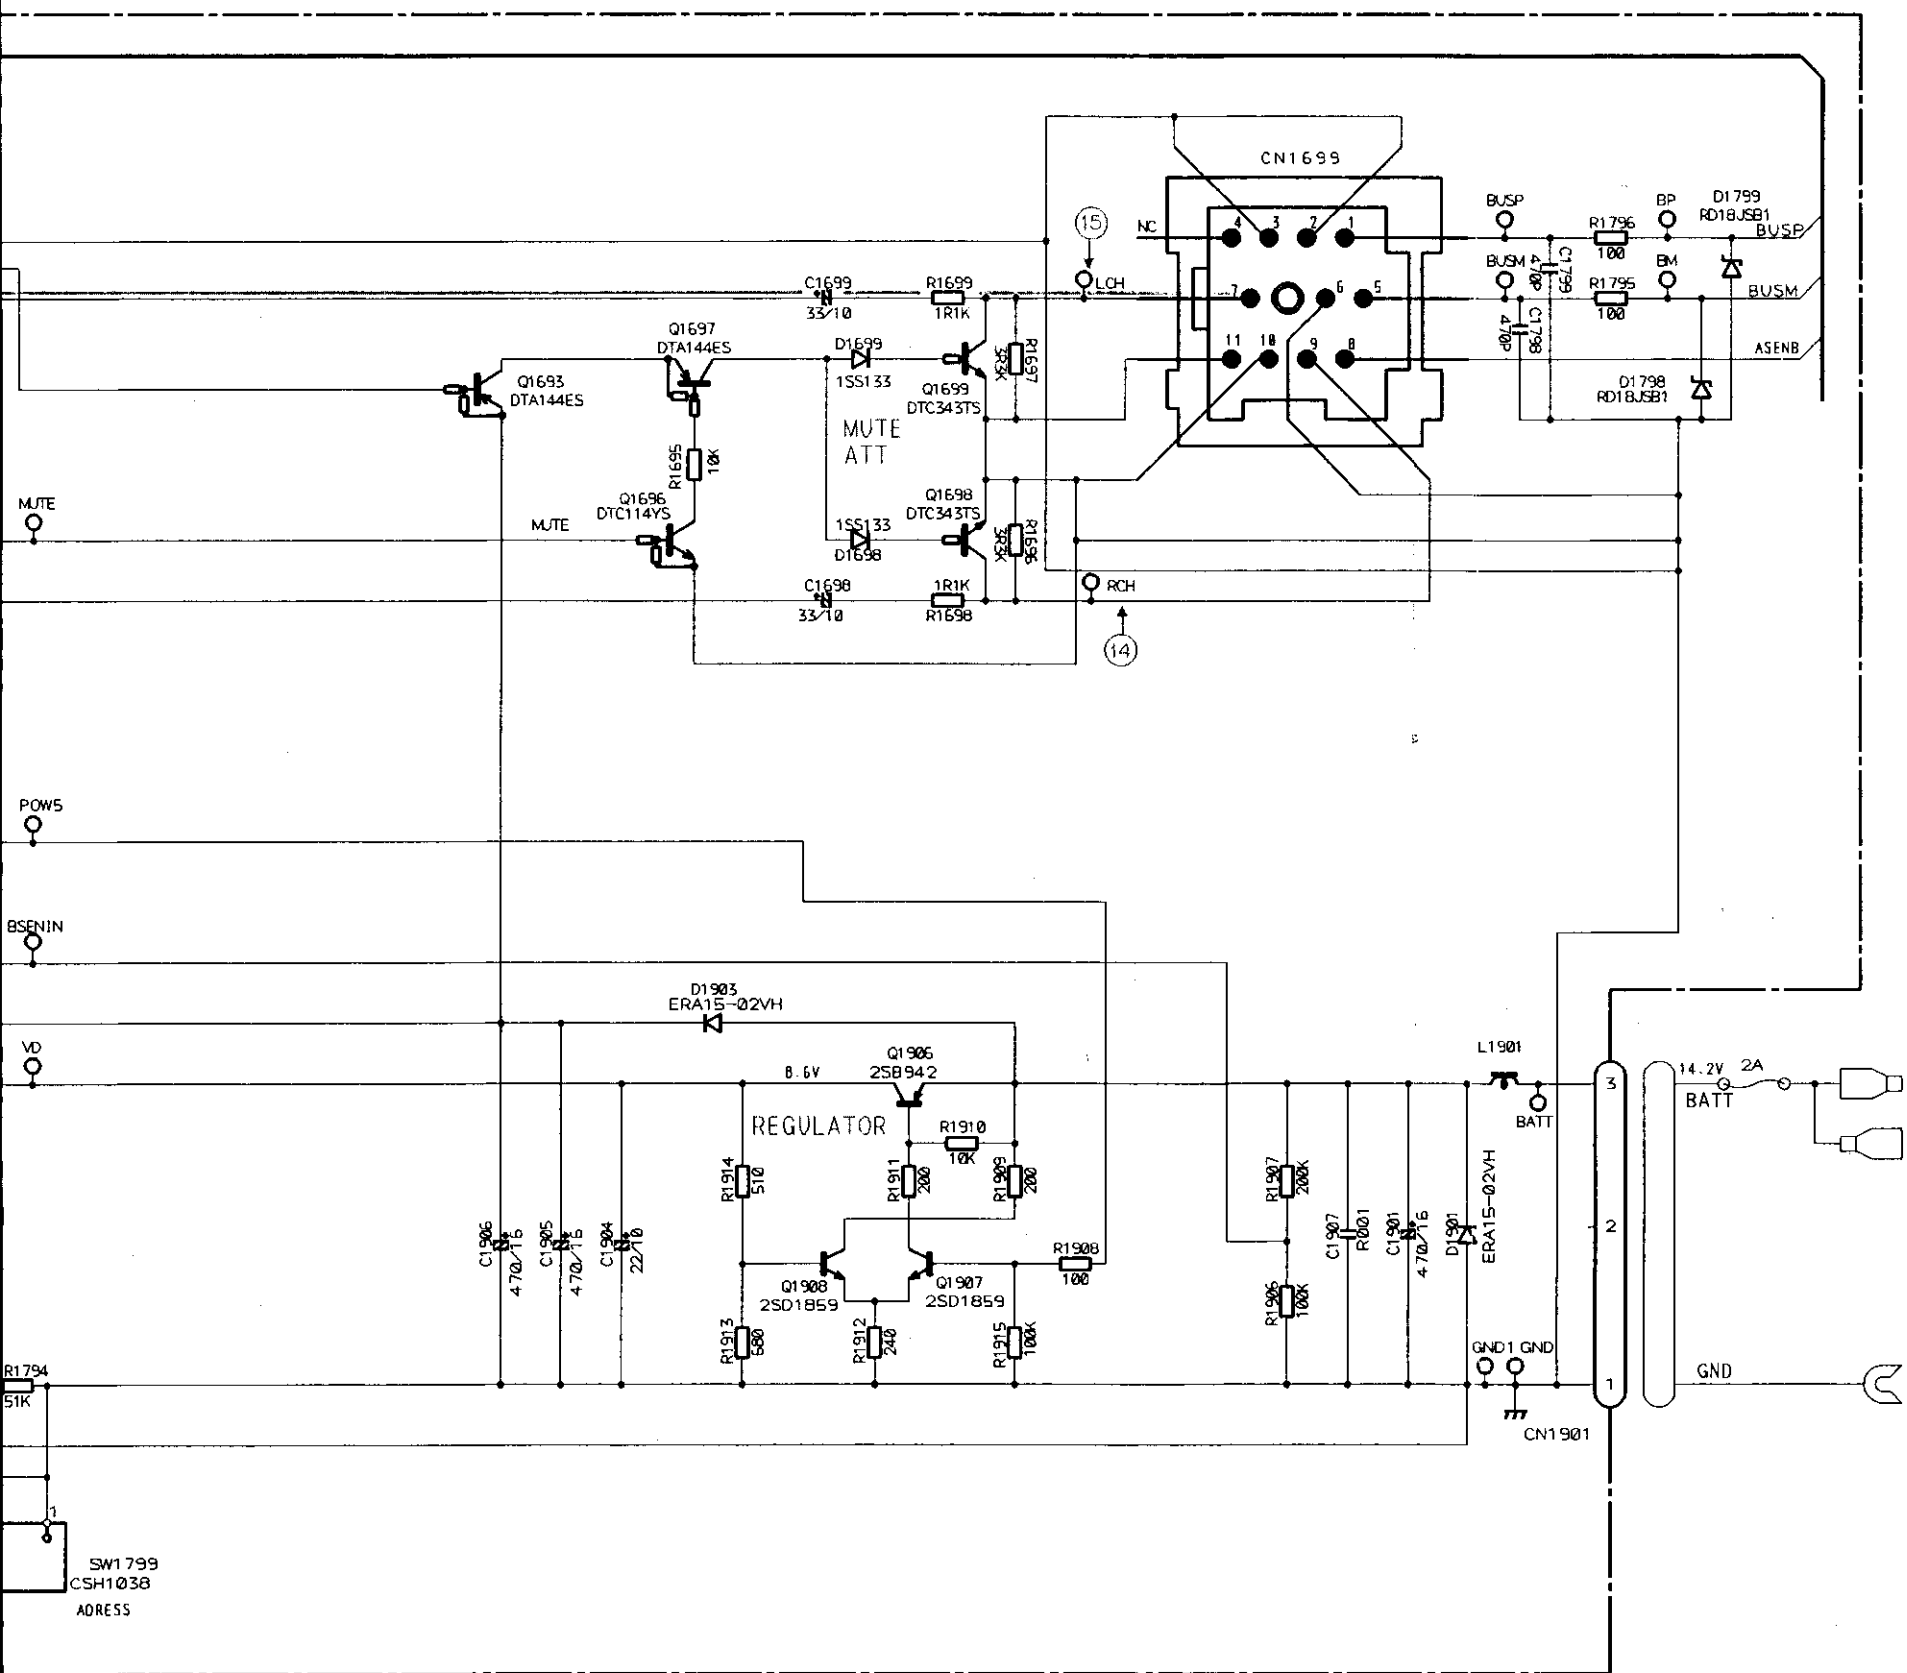 CN1699
4
3
2
1
NC
15
LCH
7
6
5
11
10
9
8
BUSP
BP
D1799
RD18JSB1
R1796
100
BUSP
BUSM
470P
C1799
BM
R1795
100
BUSM
470P
C1798
ASENB
D1798
RD18JSB1
C1699
33/10
R1699
1R1K
Q1697
DTA144ES
D1699
1SS133
Q1699
DTC343TS
R1697
3R3K
Q1693
DTA144ES
MUTE
ATT
R1695
10K
MUTE
Q1696
DTC114YS
MUTE
1SS133
D1698
Q1698
DTC343TS
R1696
3R3K
C1698
33/10
1R1K
R1698
RCH
14
POW5
BSENIN
D1903
ERA15-02VH
VD
8.6V
Q1906
2SB942
REGULATOR
L1901
BATT
3
14.2V
2A
BATT
R1910
10K
R1914
510
R1911
200
R1909
200
R1907
200K
C1906
470/16
C1905
470/16
C1904
22/10
Q1908
2SD1859
Q1907
2SD1859
R1908
100
C1907
R001
C1901
470/16
D1901
ERA15-02VH
2
R1906
100K
R1913
680
R1912
240
R1915
100K
GND1 GND
1
GND
CN1901
R1794
51K
1
SW1799
CSH1038
ADRESS